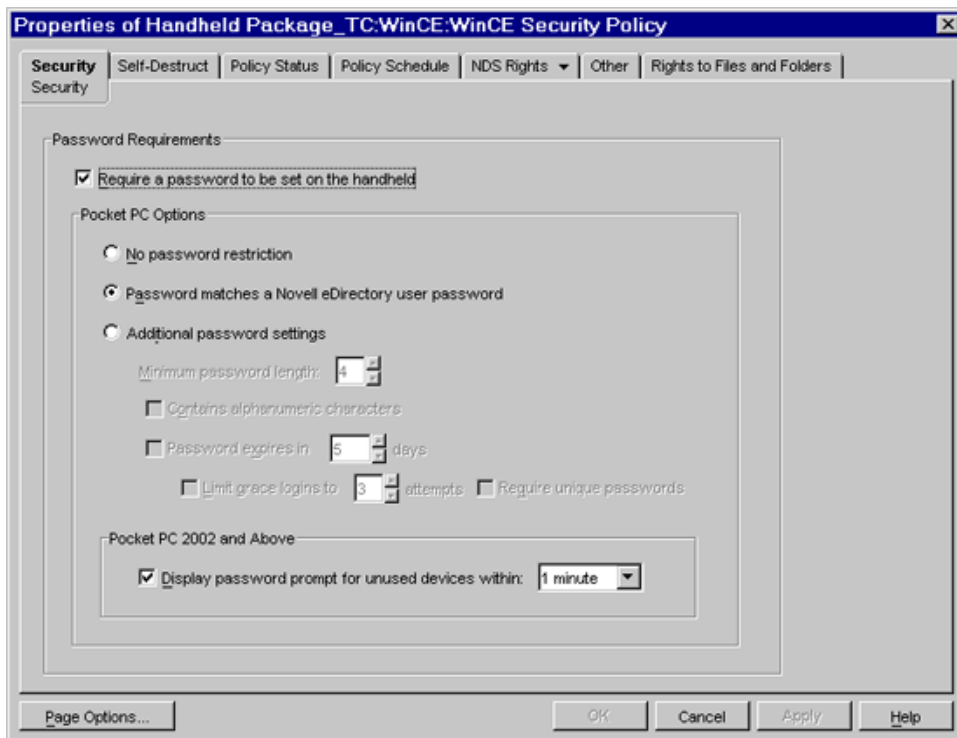 Properties of Handheld Package_TC:WinCE:WinCE Security Policy
Security Self-Destruct Policy Status Policy Schedule NDS Rights Other Rights to Files and Folders
Security
Password Requirements
Require a password to be set on the handheld
Pocket PC Options
No password restriction
Password matches a Novell eDirectory user password
Additional password settings
Minimum password length: 4
Contains alphanumeric characters
Password expires in 5 days
Limit grace logins to 3 attempts Require unique passwords
Pocket PC 2002 and Above
Display password prompt for unused devices within: 1 minute
Page Options... OK Cancel Apply Help